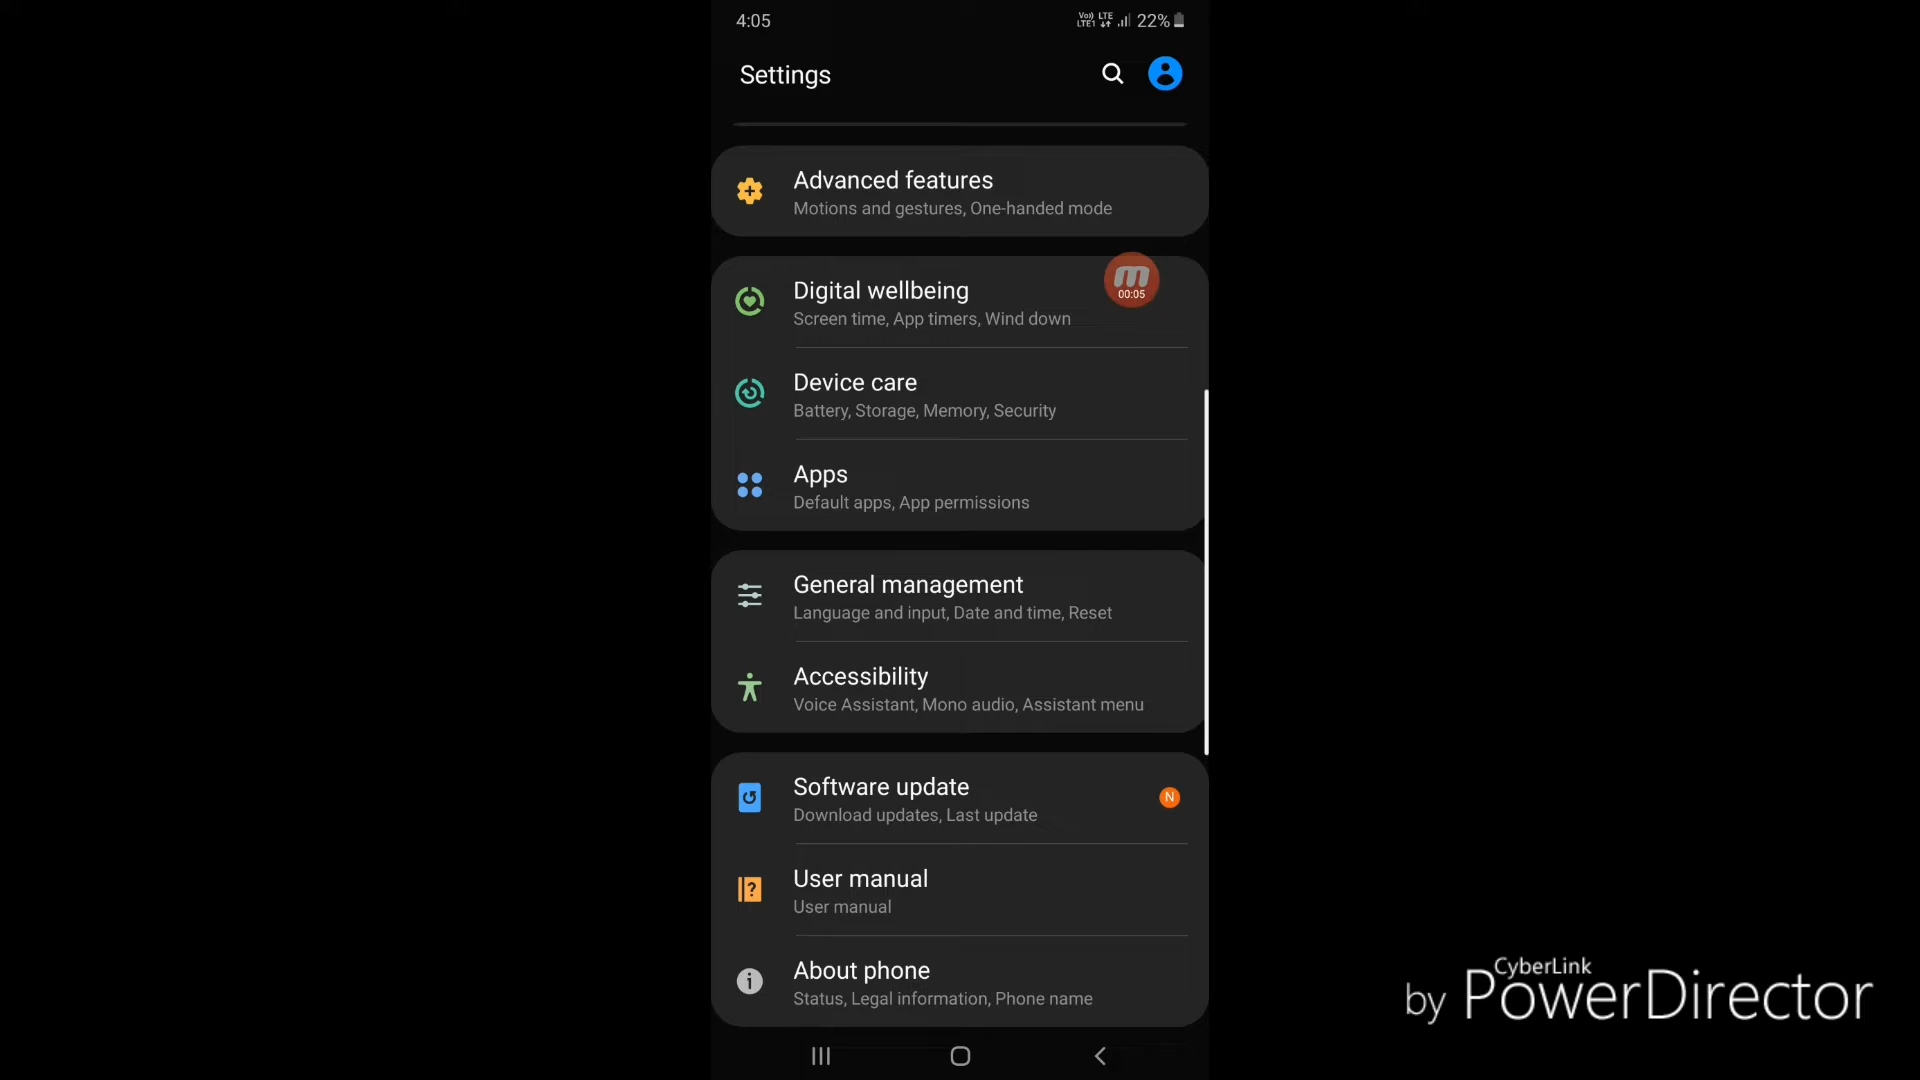 4:05
Vo)) LTE
LTE1
22%
Settings
Advanced features
Motions and gestures, One-handed mode
Digital wellbeing
Screen time, App timers, Wind down
m
00:05
Device care
Battery, Storage, Memory, Security
Apps
Default apps, App permissions
General management
Language and input, Date and time, Reset
Accessibility
Voice Assistant, Mono audio, Assistant menu
Software update
N
Download updates, Last update
User manual
User manual
About phone
Status, Legal information, Phone name
CyberLink
by PowerDirector